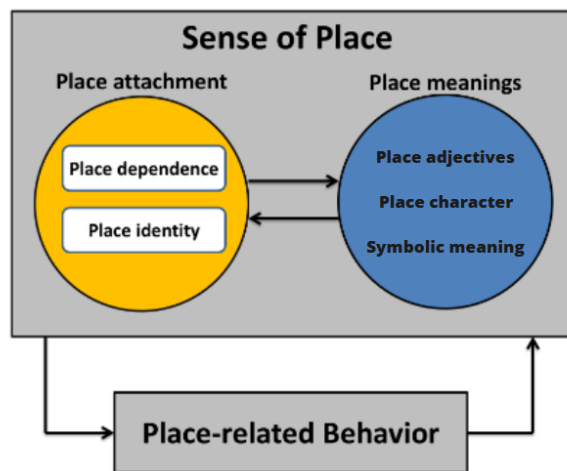 Sense of Place
Place attachment
Place meanings
Place dependence
Place identity
Place adjectives
Place character
Symbolic meaning
Place-related Behavior